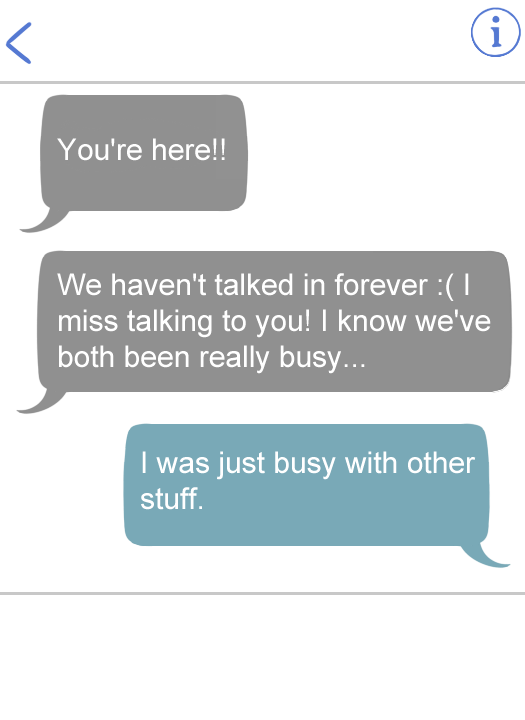 You're here!!
We haven't talked in forever :( I
miss talking to you! I know we've
both been really busy...
I was just busy with other
stuff.